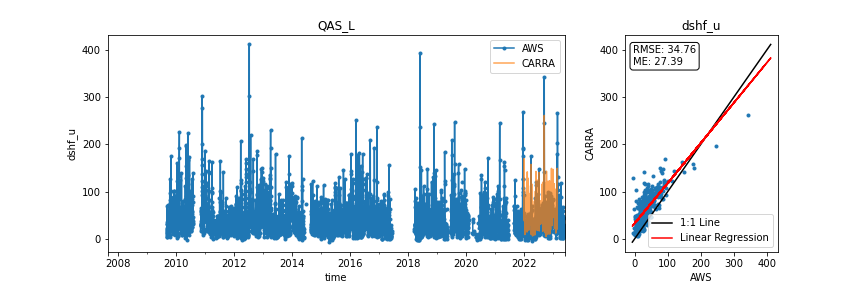 QAS_L
dshf_u
400
300
200
100
0
dshf_u
AWS
CARRA
2008
2010
2012
2014
2016
2018
2020
2022
time
dshf_u
400
300
200
100
0
CARRA
RMSE: 34.76
ME: 27.39
1:1 Line
Linear Regression
0
100
200
300
400
AWS